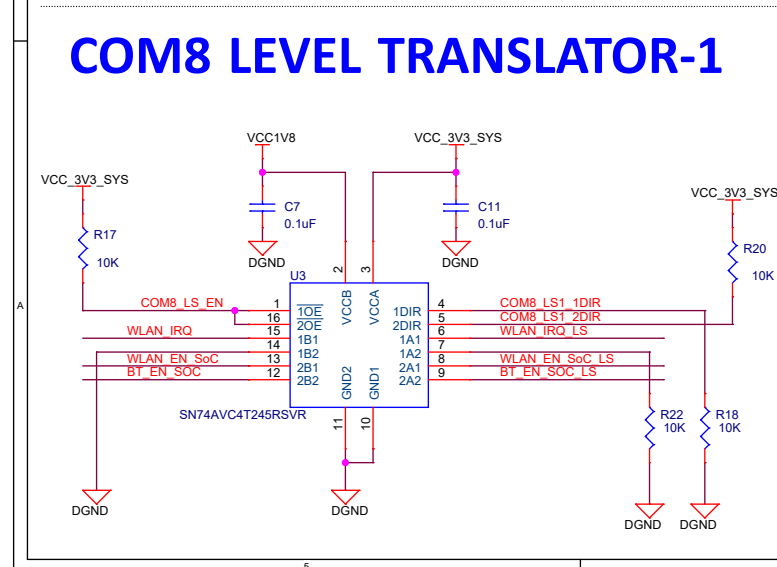 COM8 LEVEL TRANSLATOR-1
VCC1V8
VCC_3V3_SYS
VCC_3V3_SYS
VCC_3V3_SYS
C7
0.1uF
C11
0.1uF
R17
10K
R20
10K
DGND
DGND
U3
2
3
VCCB
VCCA
COM8_LS_EN
1
1OE
1DIR
4
COM8_LS1_1DIR
16
2OE
2DIR
5
COM8_LS1_2DIR
WLAN_IRQ
15
1B1
1A1
6
WLAN_IRQ_LS
14
1B2
1A2
7
WLAN_EN_SoC
13
2B1
2A1
8
WLAN_EN_SoC_LS
BT_EN_SOC
12
2B2
2A2
9
BT_EN_SOC_LS
GND2
GND1
A
SN74AVC4T245RSVR
11
10
R22
10K
R18
10K
DGND
DGND
DGND
DGND
5